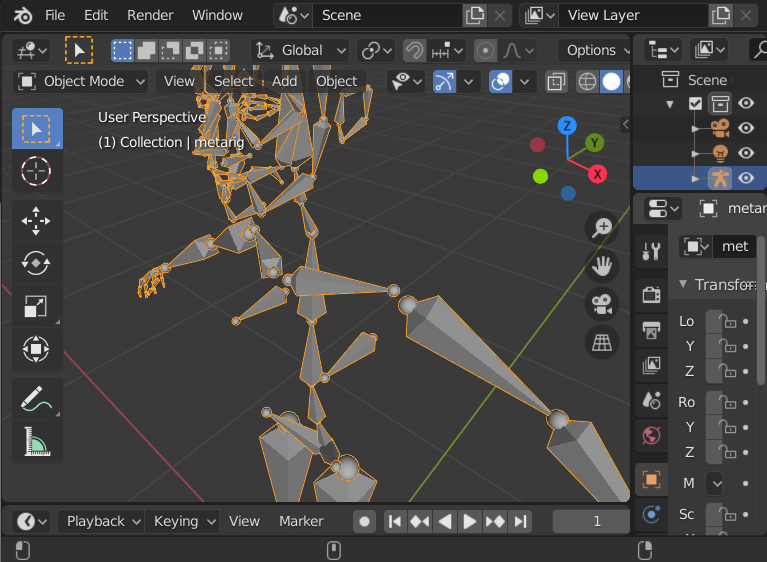 File Edit Render Window Scene View Layer
Global Options
Object Mode View Select Add Object
Scene
User Perspective
(1) Collection | metarig
Z
Y
X
metar
met
Transfor
Lo
Y
Z
Ro
Y
Z
M
Sc
Playback Keying View Marker 1